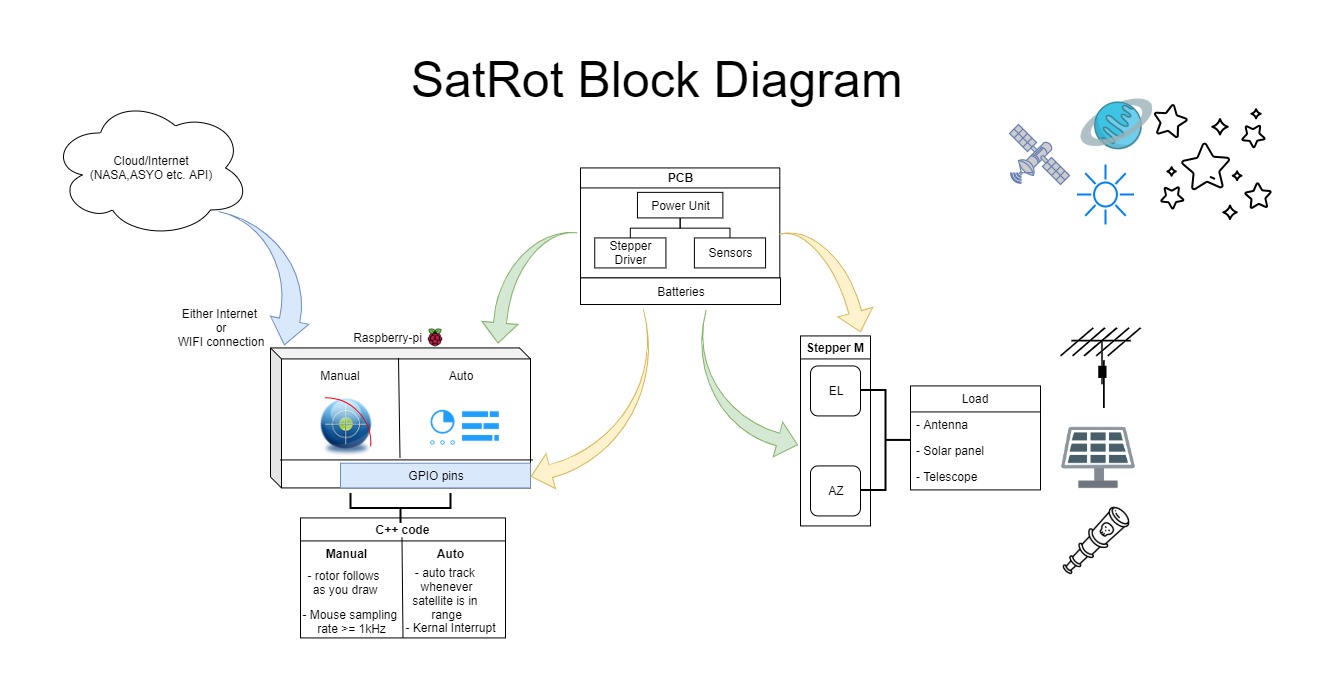 SatRot Block Diagram
Cloud/Internet
(NASA,ASYO etc. API)
PCB
Power Unit
Stepper
Driver
Sensors
Batteries
Either Internet
or
WIFI connection
Raspberry-pi
Manual
Auto
GPIO pins
Stepper M
EL
AZ
Load
- Antenna
- Solar panel
- Telescope
C++ code
Manual
- rotor follows
as you draw
- Mouse sampling
rate >= 1kHz
Auto
- auto track
whenever
satellite is in
range
- Kernal Interrupt